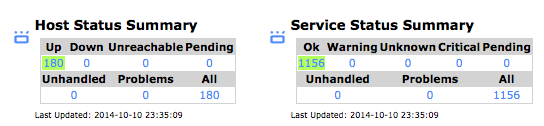 Host Status Summary
Up Down Unreachable Pending
180 0 0 0
Unhandled Problems All
0 0 180
Last Updated: 2014-10-10 23:35:09
Service Status Summary
Ok Warning Unknown Critical Pending
1156 0 0 0 0
Unhandled Problems All
0 0 1156
Last Updated: 2014-10-10 23:35:09